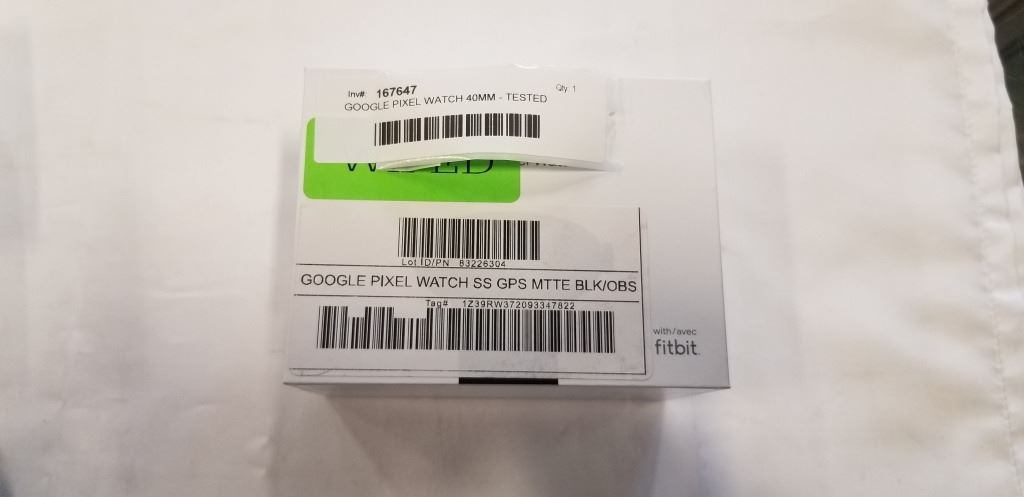 Inv#: 167647
Qty: 1
GOOGLE PIXEL WATCH 40MM - TESTED
Lot ID/PN 83226304
GOOGLE PIXEL WATCH SS GPS MTTE BLK/OBS
Tag# 1Z39RW372093347822
with/avec
fitbit